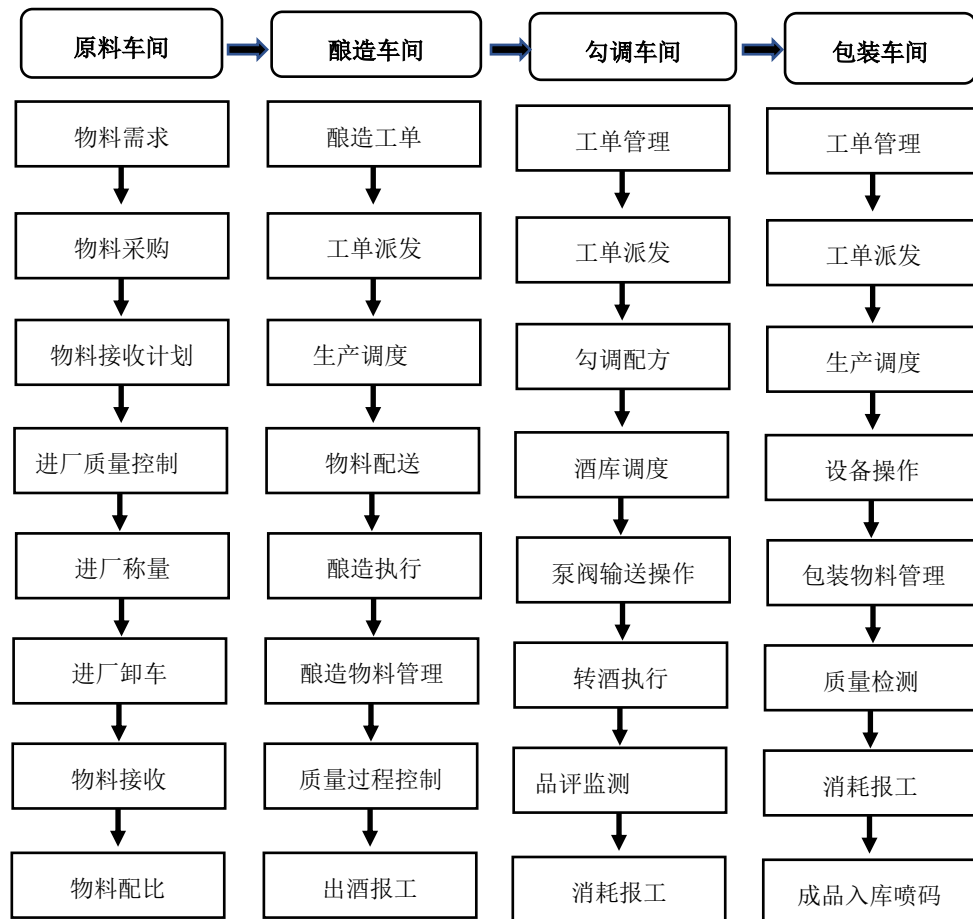 原料车间
酿造车间
勾调车间
包装车间
物料需求
物料采购
物料接收计划
进厂质量控制
进厂称量
进厂卸车
物料接收
物料配比
酿造工单
工单派发
生产调度
物料配送
酿造执行
酿造物料管理
质量过程控制
出酒报工
工单管理
工单派发
勾调配方
酒库调度
泵阀输送操作
转酒执行
品评监测
消耗报工
工单管理
工单派发
生产调度
设备操作
包装物料管理
质量检测
消耗报工
成品入库喷码